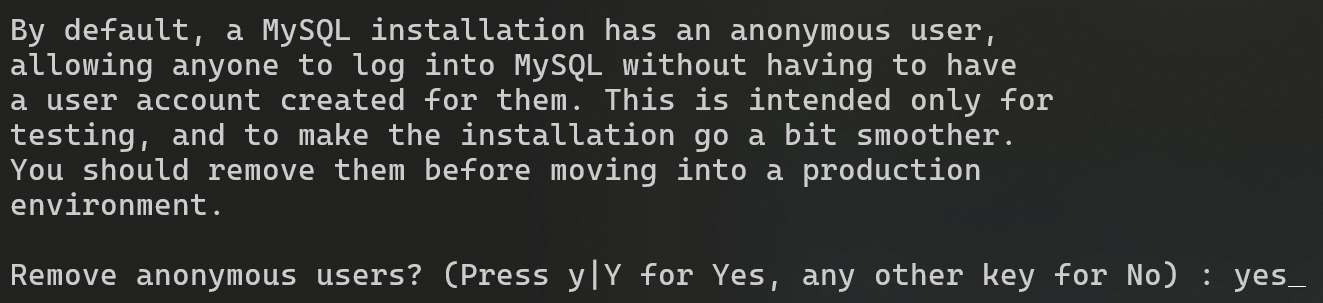 By default, a MySQL installation has an anonymous user,
allowing anyone to log into MySQL without having to have
a user account created for them. This is intended only for
testing, and to make the installation go a bit smoother.
You should remove them before moving into a production
environment.
Remove anonymous users? (Press y|Y for Yes, any other key for No) : yes_